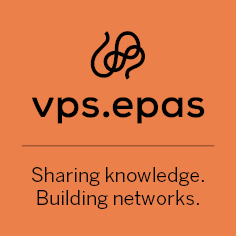 vps.epas
Sharing knowledge.
Building networks.